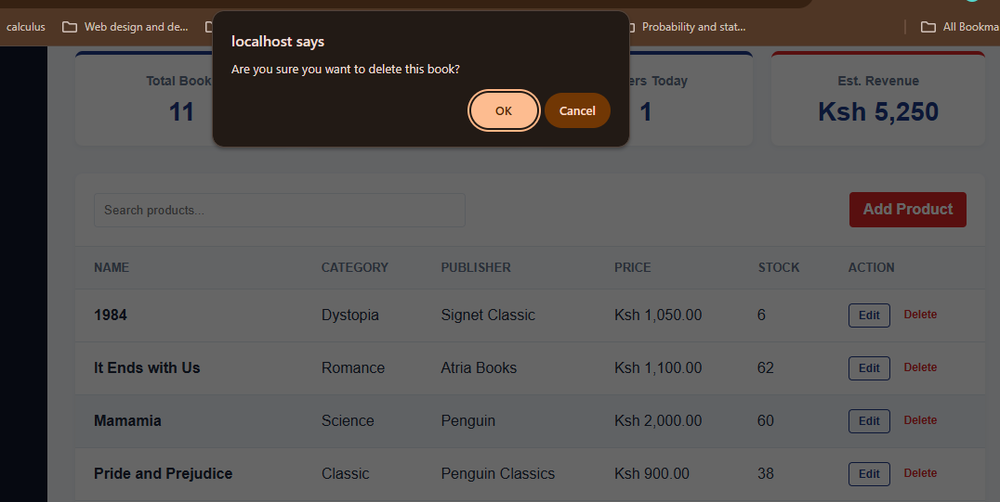 calculus Web design and de... Probability and stat... All Bookma
localhost says
Are you sure you want to delete this book?
OK Cancel
Total Book ers Today Est. Revenue
11 1 Ksh 5,250
Search products... Add Product
NAME CATEGORY PUBLISHER PRICE STOCK ACTION
1984 Dystopia Signet Classic Ksh 1,050.00 6 Edit Delete
It Ends with Us Romance Atria Books Ksh 1,100.00 62 Edit Delete
Mamamia Science Penguin Ksh 2,000.00 60 Edit Delete
Pride and Prejudice Classic Penguin Classics Ksh 900.00 38 Edit Delete